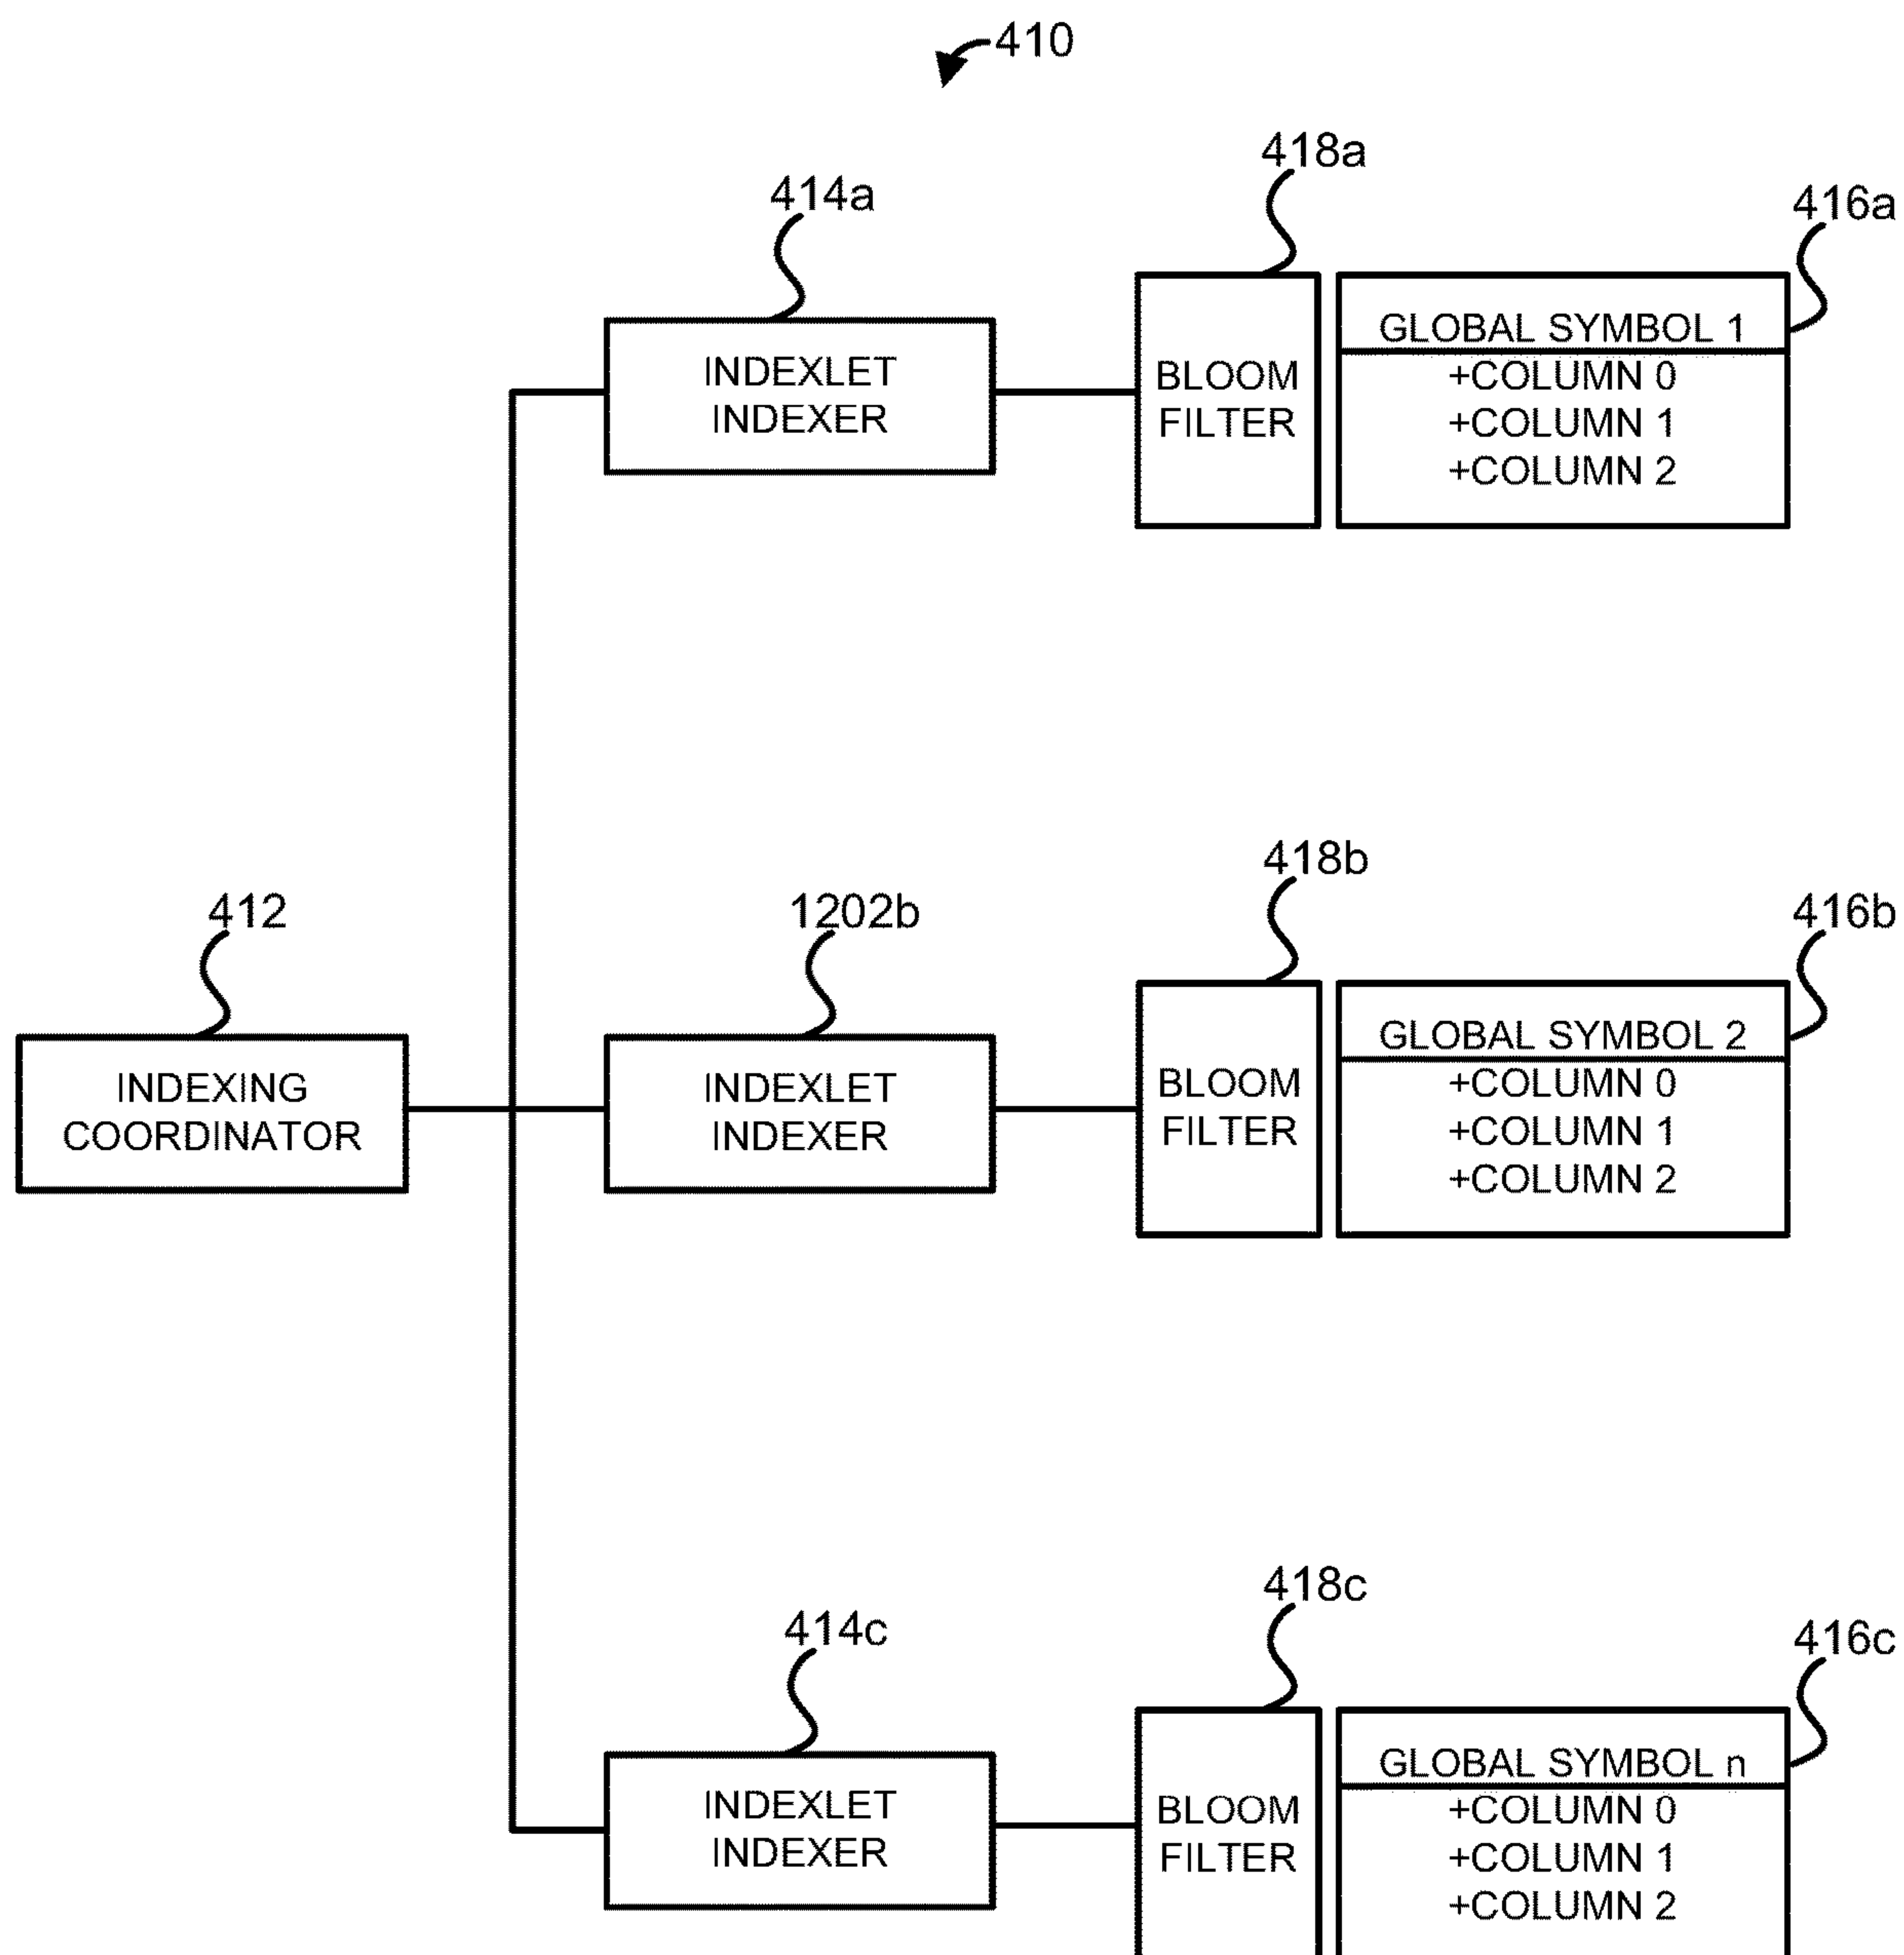 410
418a
414a
416a
INDEXLET
INDEXER
BLOOM
FILTER
GLOBAL SYMBOL 1
+COLUMN 0
+COLUMN 1
+COLUMN 2
418b
412
1202b
416b
INDEXING
COORDINATOR
INDEXLET
INDEXER
BLOOM
FILTER
GLOBAL SYMBOL 2
+COLUMN 0
+COLUMN 1
+COLUMN 2
418c
414c
416c
INDEXLET
INDEXER
BLOOM
FILTER
GLOBAL SYMBOL n
+COLUMN 0
+COLUMN 1
+COLUMN 2